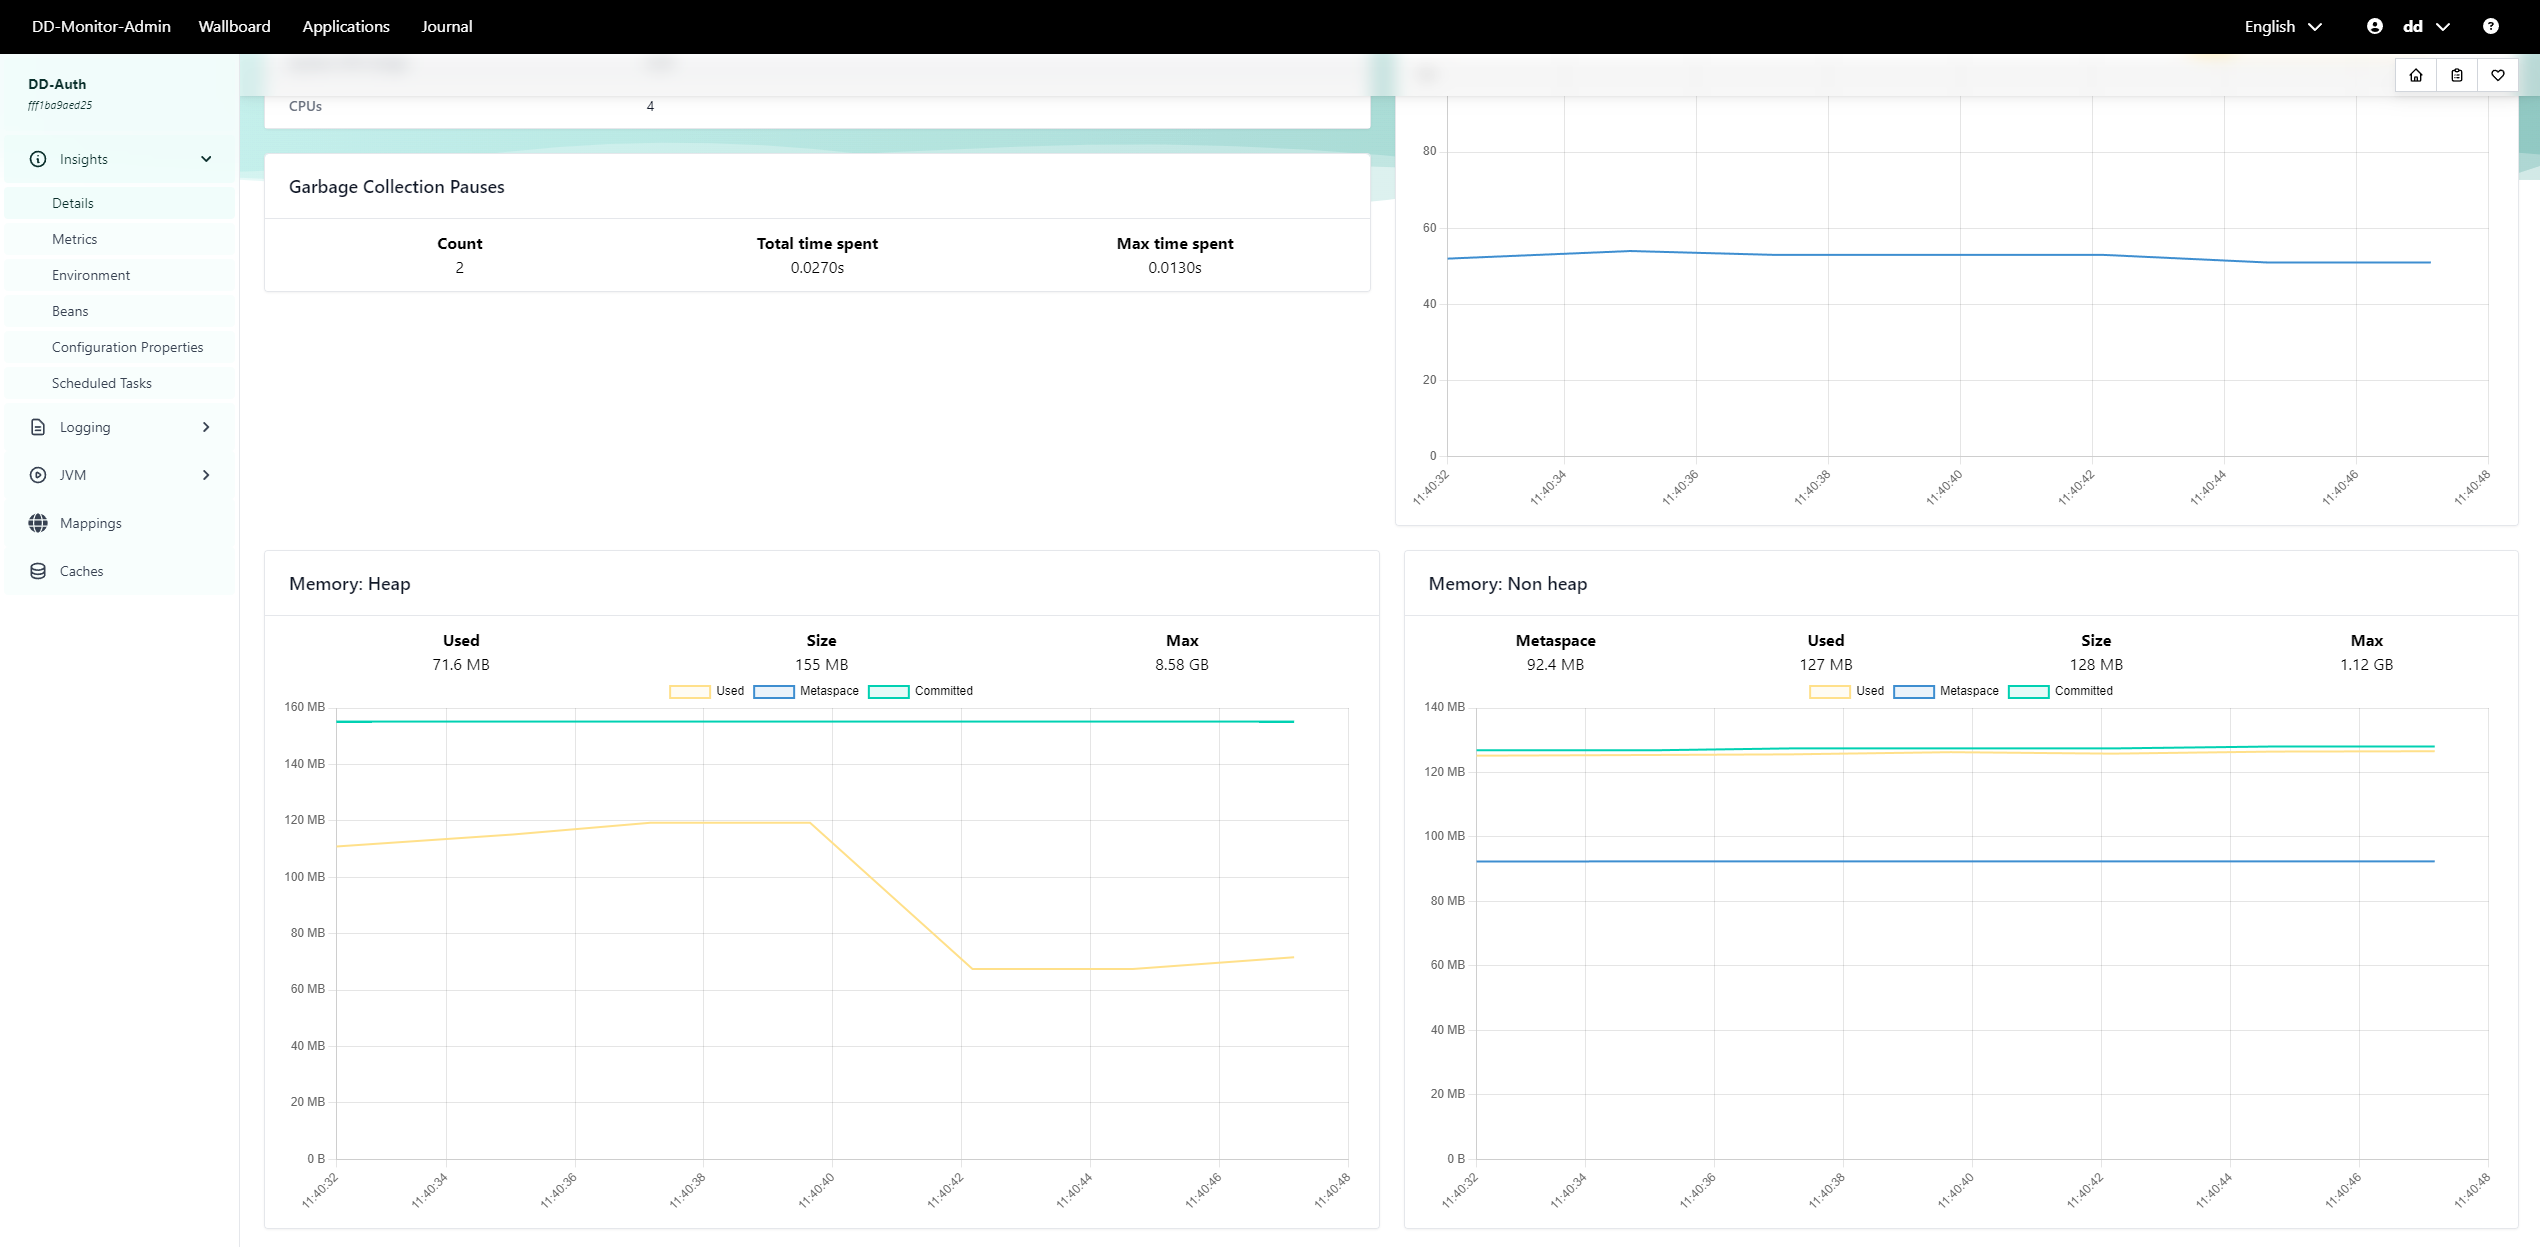 DD-Monitor-Admin Wallboard Applications Journal English dd
DD-Auth
fff1ba9aed25
Insights
Details
Metrics
Environment
Beans
Configuration Properties
Scheduled Tasks
Logging
JVM
Mappings
Caches
CPUs 4
Garbage Collection Pauses
Count Total time spent Max time spent
2 0.0270s 0.0130s
80
60
40
20
0
11:40:32 11:40:34 11:40:36 11:40:38 11:40:40 11:40:42 11:40:44 11:40:46 11:40:48
Memory: Heap
Used Size Max
71.6 MB 155 MB 8.58 GB
Used Metaspace Committed
160 MB
140 MB
120 MB
100 MB
80 MB
60 MB
40 MB
20 MB
0 B
11:40:32 11:40:34 11:40:36 11:40:38 11:40:40 11:40:42 11:40:44 11:40:46 11:40:48
Memory: Non heap
Metaspace Used Size Max
92.4 MB 127 MB 128 MB 1.12 GB
Used Metaspace Committed
140 MB
120 MB
100 MB
80 MB
60 MB
40 MB
20 MB
0 B
11:40:32 11:40:34 11:40:36 11:40:38 11:40:40 11:40:42 11:40:44 11:40:46 11:40:48